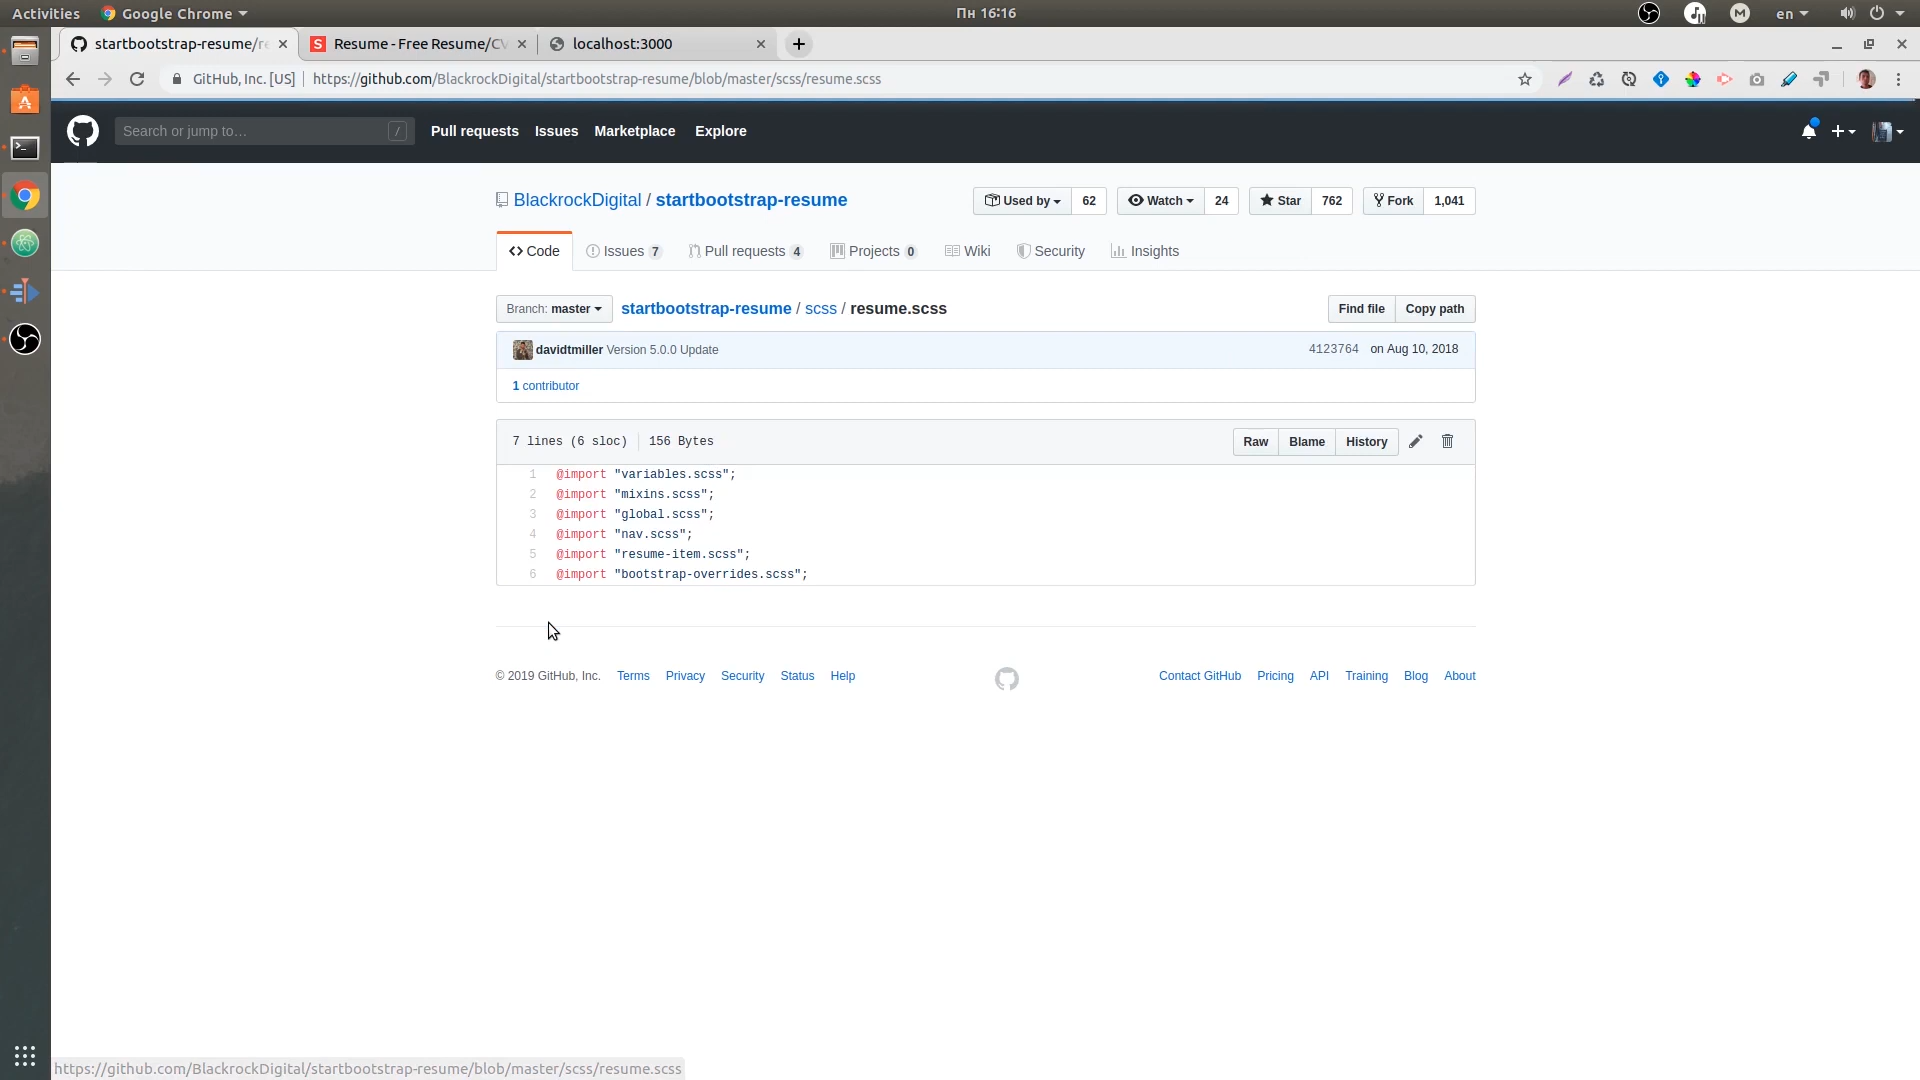 Activities Google Chrome Пн 16:16 M en
startbootstrap-resume/re Resume - Free Resume/CV localhost:3000
GitHub, Inc. [US] https://github.com/BlackrockDigital/startbootstrap-resume/blob/master/scss/resume.scss
Search or jump to… / Pull requests Issues Marketplace Explore
BlackrockDigital / startbootstrap-resume Used by 62 Watch 24 Star 762 Fork 1,041
Code Issues 7 Pull requests 4 Projects 0 Wiki Security Insights
Branch: master startbootstrap-resume / scss / resume.scss Find file Copy path
davidtmiller Version 5.0.0 Update 4123764 on Aug 10, 2018
1 contributor
7 lines (6 sloc) 156 Bytes Raw Blame History
1 @import "variables.scss";
2 @import "mixins.scss";
3 @import "global.scss";
4 @import "nav.scss";
5 @import "resume-item.scss";
6 @import "bootstrap-overrides.scss";
© 2019 GitHub, Inc. Terms Privacy Security Status Help Contact GitHub Pricing API Training Blog About
https://github.com/BlackrockDigital/startbootstrap-resume/blob/master/scss/resume.scss